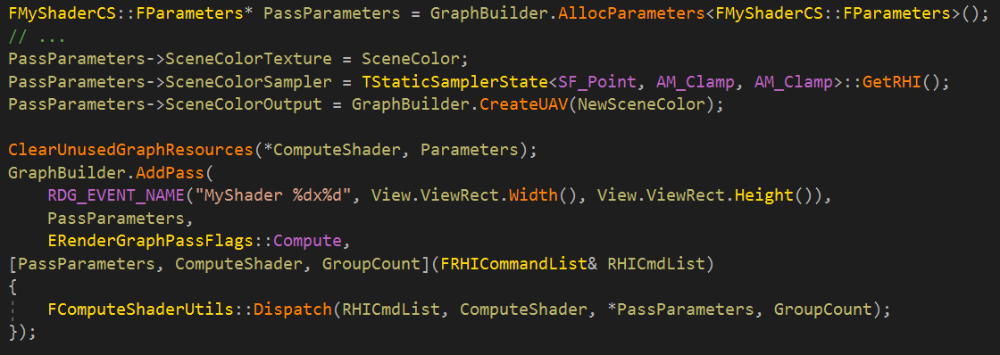 FMyShaderCS::FParameters* PassParameters = GraphBuilder.AllocParameters<FMyShaderCS::FParameters>();
// ...
PassParameters->SceneColorTexture = SceneColor;
PassParameters->SceneColorSampler = TStaticSamplerState<SF_Point, AM_Clamp, AM_Clamp>::GetRHI();
PassParameters->SceneColorOutput = GraphBuilder.CreateUAV(NewSceneColor);

ClearUnusedGraphResources(*ComputeShader, Parameters);
GraphBuilder.AddPass(
    RDG_EVENT_NAME("MyShader %dx%d", View.ViewRect.Width(), View.ViewRect.Height()),
    PassParameters,
    ERenderGraphPassFlags::Compute,
[PassParameters, ComputeShader, GroupCount](FRHICommandList& RHICmdList)
{
    FComputeShaderUtils::Dispatch(RHICmdList, ComputeShader, *PassParameters, GroupCount);
});